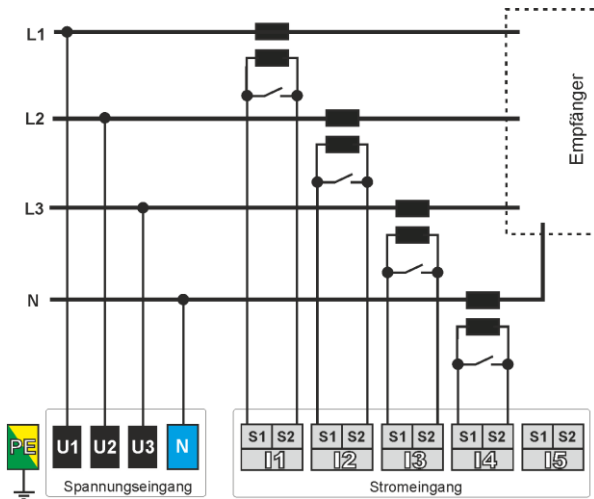 L1
L2
L3
N
Empfänger
PE
U1 U2 U3 N
Spannungseingang
S1 S2 S1 S2 S1 S2 S1 S2 S1 S2
I1 I2 I3 I4 I5
Stromeingang